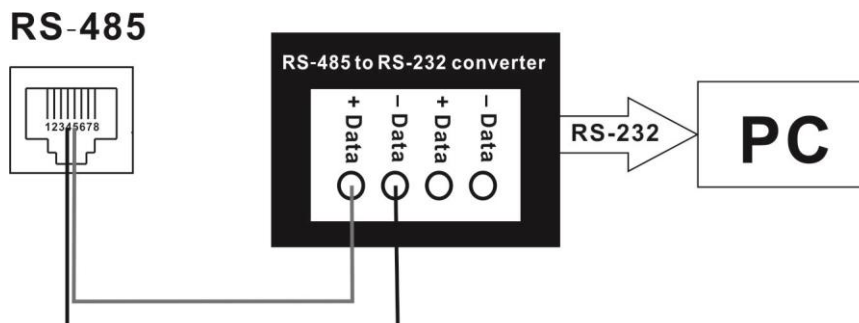 RS-485
12345678
RS-485 to RS-232 converter
+ Data
− Data
+ Data
− Data
RS-232
PC